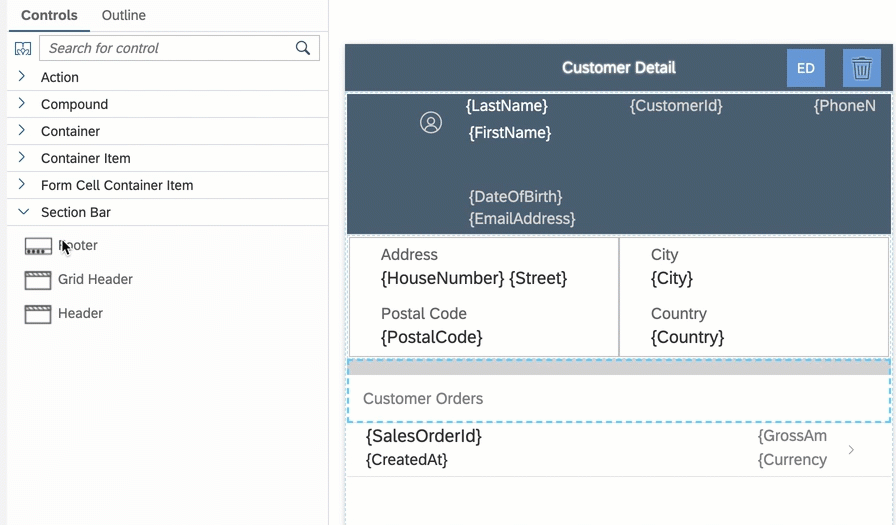 Controls Outline
Search for control
Action
Compound
Container
Container Item
Form Cell Container Item
Section Bar
Footer
Grid Header
Header
Customer Detail ED
{LastName} {CustomerId} {PhoneN
{FirstName}
{DateOfBirth}
{EmailAddress}
Address City
{HouseNumber} {Street} {City}
Postal Code Country
{PostalCode} {Country}
Customer Orders
{SalesOrderId} {GrossAm
{CreatedAt} {Currency